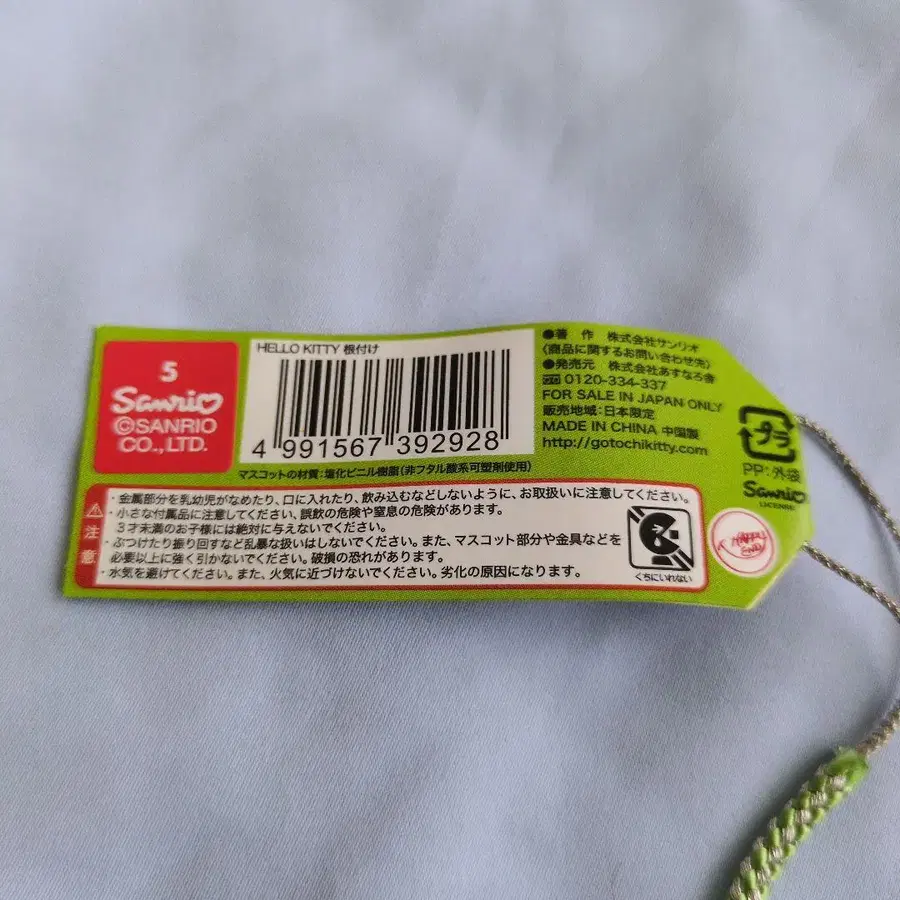 5
Sanrio
©SANRIO
CO., LTD.
HELLO KITTY 根付け
4 991567 392928
マスコットの材質:塩化ビニル樹脂(非フタル酸系可塑剤使用)
●著 作 株式会社サンリオ
〈商品に関するお問い合わせ先〉
●発売元 株式会社あすなろ舎
0120-334-337
FOR SALE IN JAPAN ONLY
販売地域:日本限定
MADE IN CHINA 中国製
http://gotochikitty.com
プラ
PP:外袋
Sanrio
LICENSE
注意
・金属部分を乳幼児がなめたり、口に入れたり、飲み込むなどしないように、お取扱いに注意してください。
・小さな付属品に注意してください、誤飲の危険や窒息の危険があります。
3才未満のお子様には絶対に与えないでください。
・ぶつけたり振り回すなど乱暴な扱いはしないでください。また、マスコット部分や金具などを
必要以上に強く引かないでください。破損の恐れがあります。
・水気を避けてください。また、火気に近づけないでください。劣化の原因になります。
くちにいれない